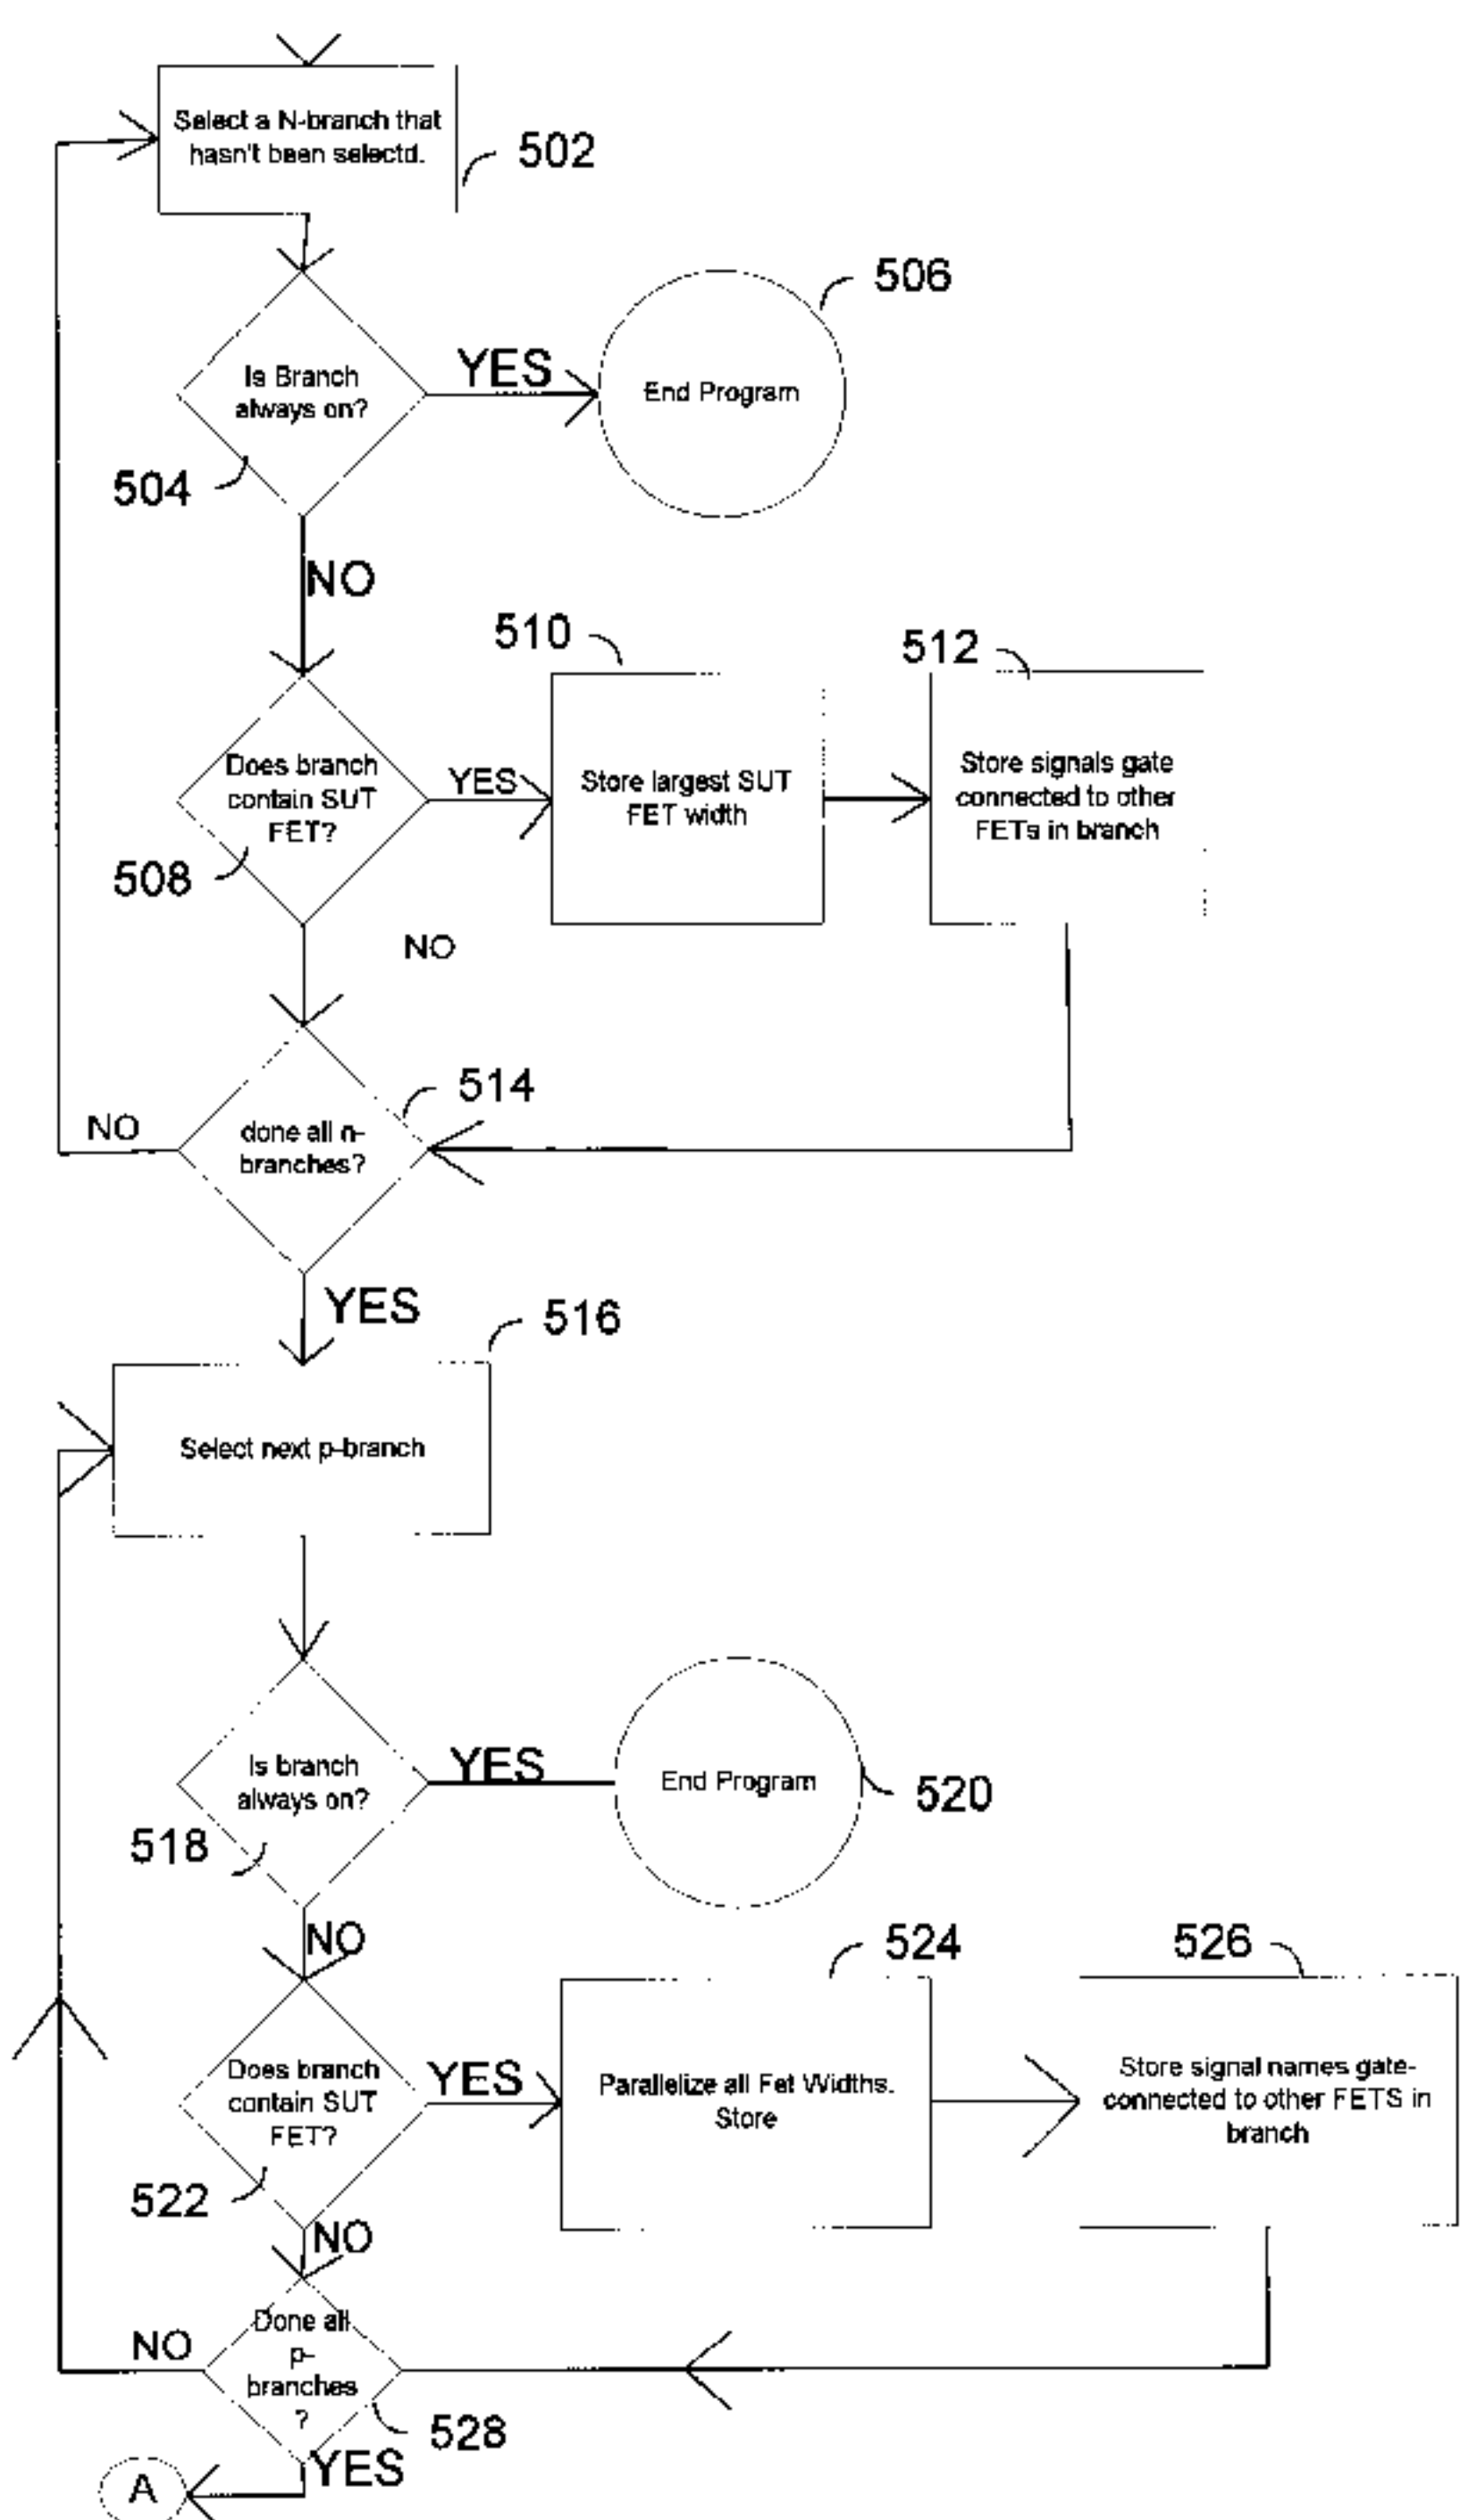 Select a N-branch that
hasn't been selectd.
502
506
Is Branch
always on?
YES
End Program
504
NO
510
512
Does branch
contain SUT
FET?
YES
Store largest SUT
FET width
Store signals gate
connected to other
FETs in branch
508
NO
514
NO
done all n-
branches?
YES
516
Select next p-branch
Is branch
always on?
YES
End Program
520
518
NO
524
526
Does branch
contain SUT
FET?
YES
Parallelize all Fet Widths.
Store
Store signal names gate-
connected to other FETS in
branch
522
NO
NO
Done all
p-
branches
?
528
YES
A